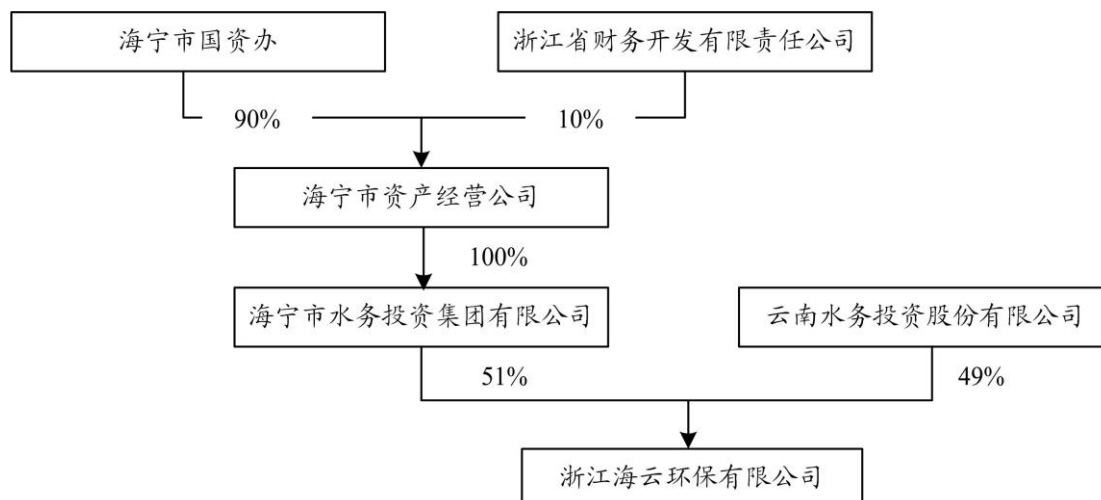 海宁市国资办
浙江省财务开发有限责任公司
90%
10%
海宁市资产经营公司
100%
海宁市水务投资集团有限公司
云南水务投资股份有限公司
51%
49%
浙江海云环保有限公司